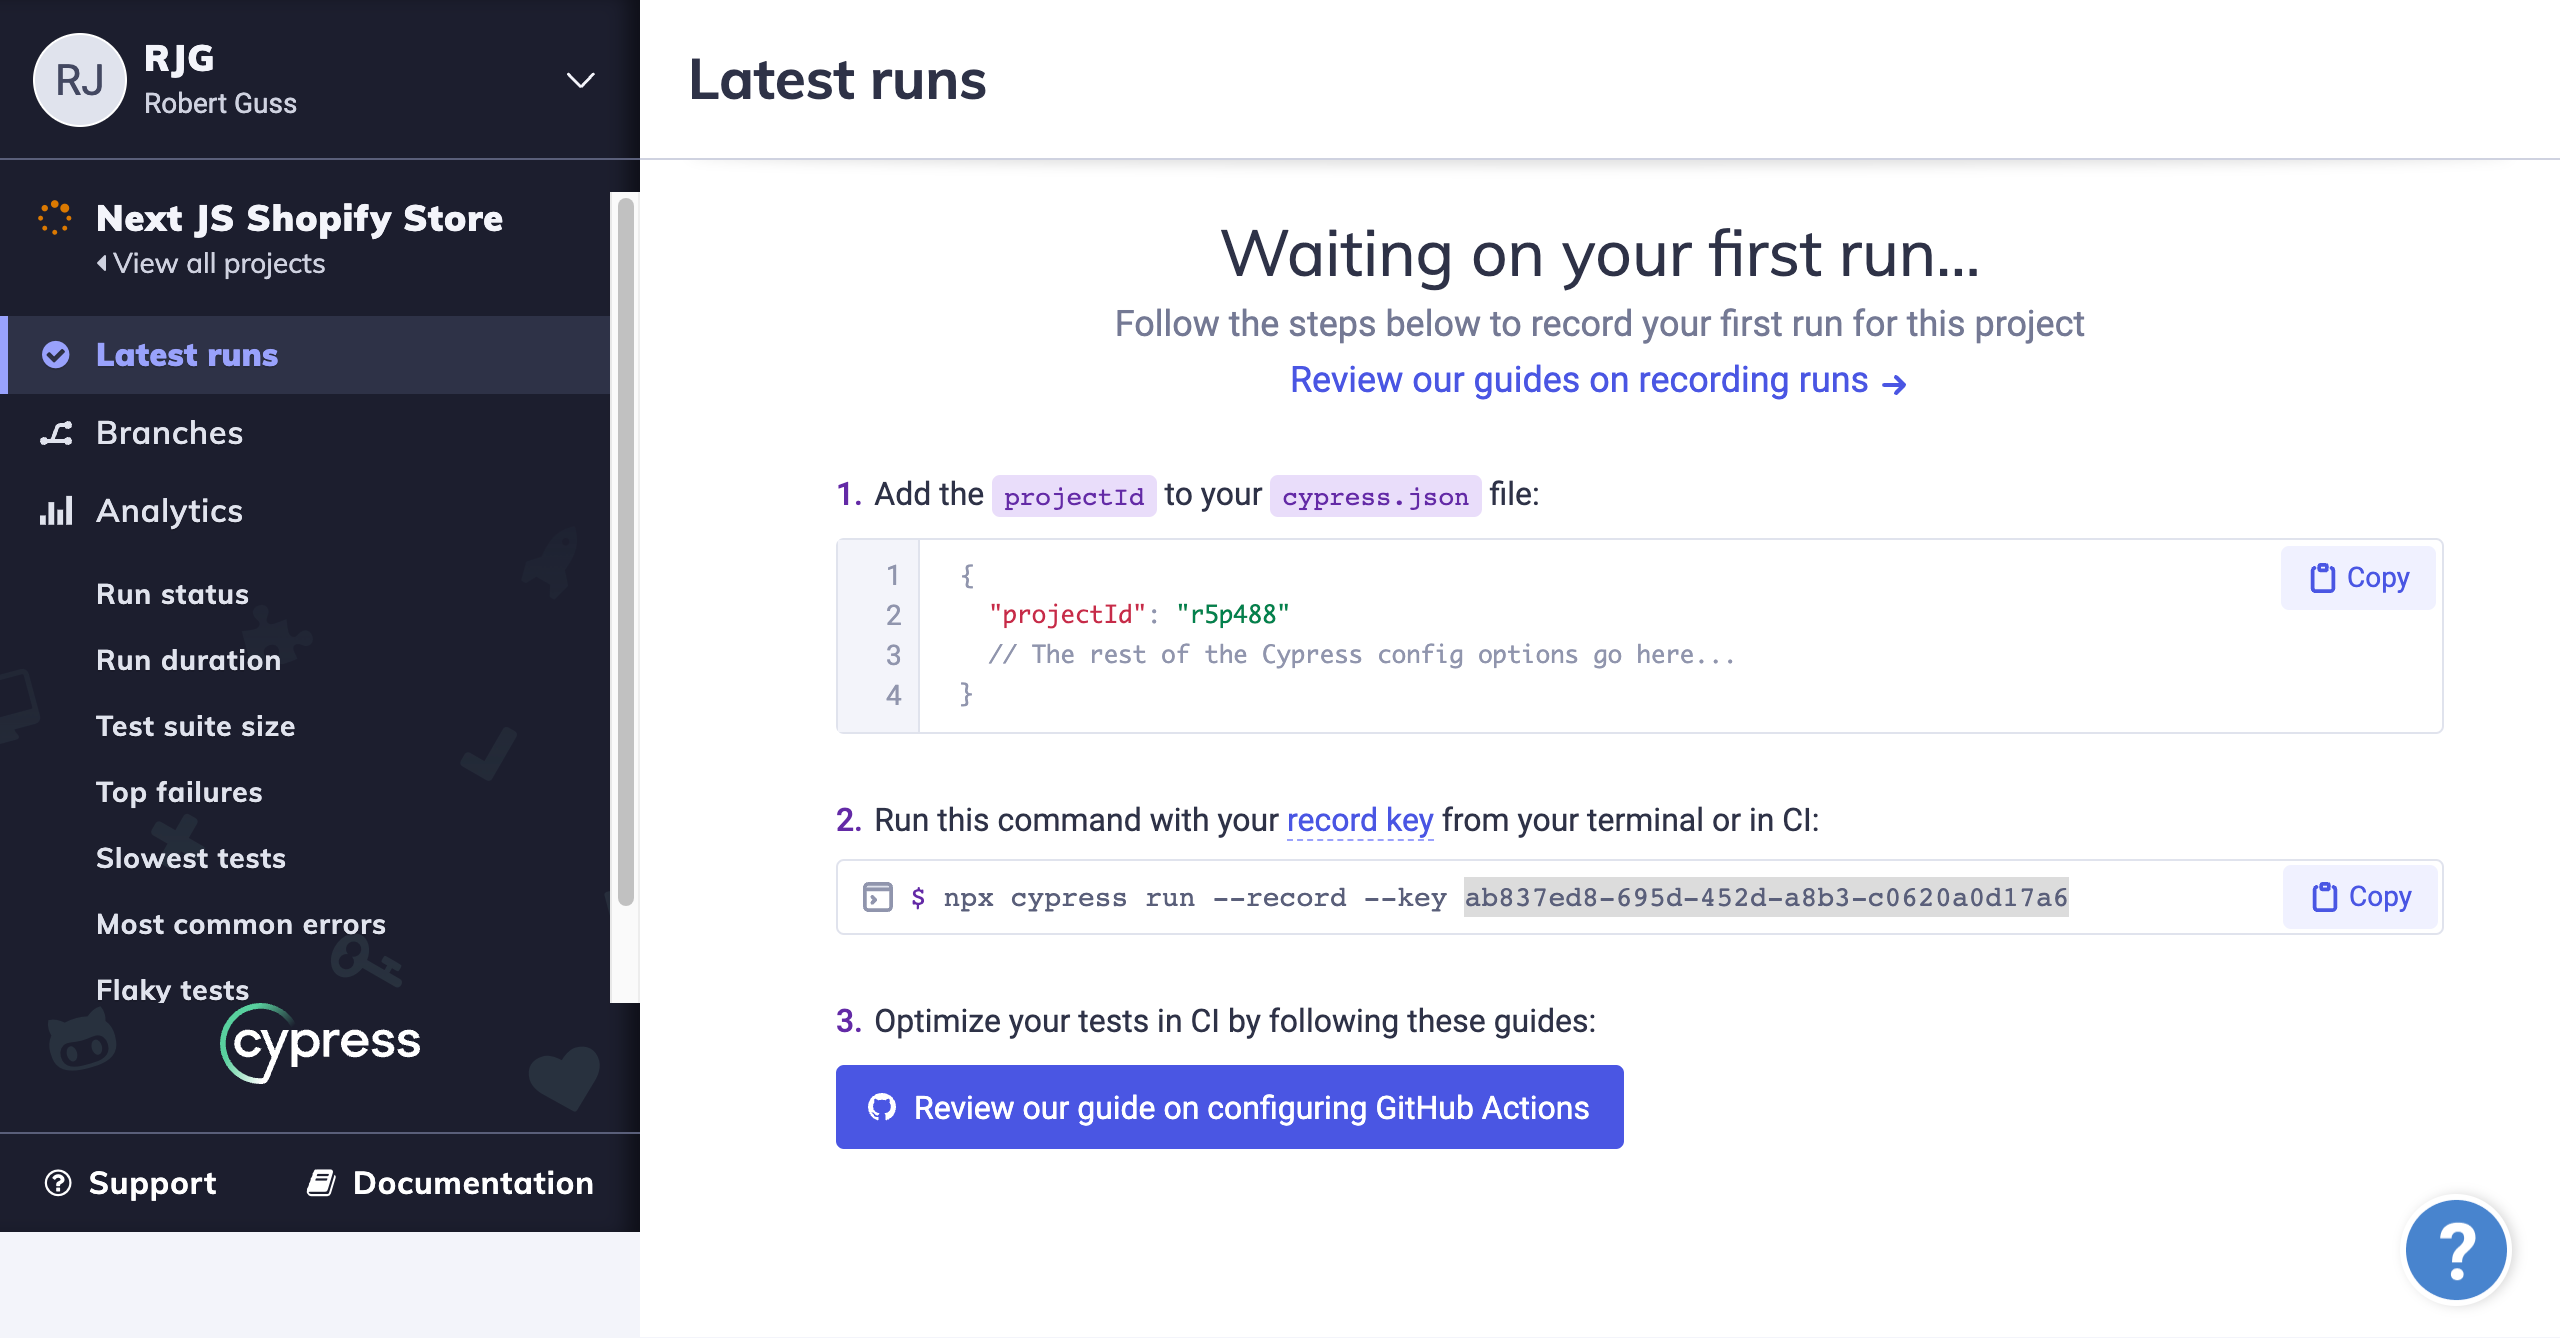 RJ
RJG
Robert Guss
Next JS Shopify Store
View all projects
Latest runs
Branches
Analytics
Run status
Run duration
Test suite size
Top failures
Slowest tests
Most common errors
Flaky tests
cypress
Support
Documentation
Latest runs
Waiting on your first run...
Follow the steps below to record your first run for this project
Review our guides on recording runs →
1. Add the projectId to your cypress.json file:
1 {
2 "projectId": "r5p488"
3 // The rest of the Cypress config options go here...
4 }
Copy
2. Run this command with your record key from your terminal or in CI:
$ npx cypress run --record --key ab837ed8-695d-452d-a8b3-c0620a0d17a6
Copy
3. Optimize your tests in CI by following these guides:
Review our guide on configuring GitHub Actions
?